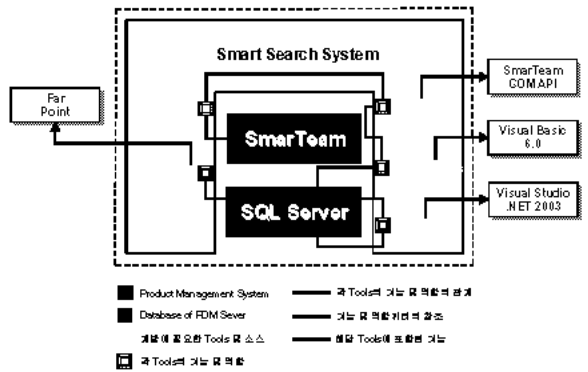 Smart Search System
SmarTeam
COM API
Far
Point
SmarTeam
Visual Basic
6.0
SQL Server
Visual Studio
.NET 2003
Product Management System
각 Tools의 기능 및 역할의 관계
Database of PDM Sever
기능 및 역할끼리의 참조
개발에 필요한 Tools 및 소스
해당 Tools에 포함된 기능
각 Tools의 기능 및 역할